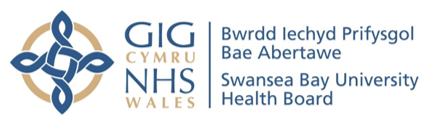 GIG
CYMRU
NHS
WALES
Bwrdd Iechyd Prifysgol
Bae Abertawe
Swansea Bay University
Health Board